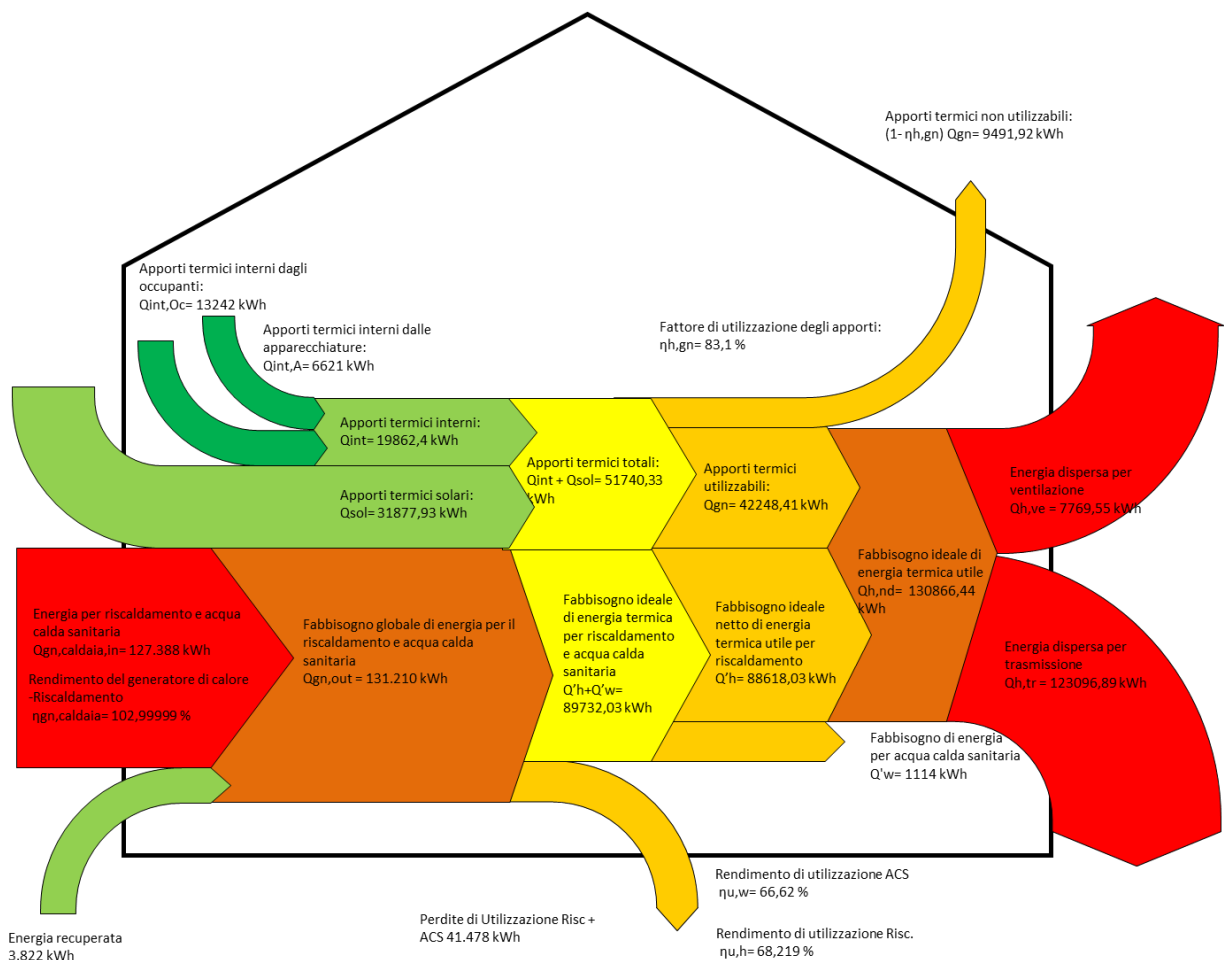 Apporti termici non utilizzabili:
(1- ηh,gn) Qgn= 9491,92 kWh
Apporti termici interni dagli
occupanti:
Qint,Oc= 13242 kWh
Apporti termici interni dalle
apparecchiature:
Qint,A= 6621 kWh
Fattore di utilizzazione degli apporti:
ηh,gn= 83,1 %
Apporti termici interni:
Qint= 19862,4 kWh
Apporti termici solari:
Qsol= 31877,93 kWh
Apporti termici totali:
Qint + Qsol= 51740,33
kWh
Apporti termici
utilizzabili:
Qgn= 42248,41 kWh
Energia dispersa per
ventilazione
Qh,ve = 7769,55 kWh
Fabbisogno ideale di
energia termica utile
Qh,nd= 130866,44
kWh
Energia per riscaldamento e acqua
calda sanitaria
Qgn,caldaia,in= 127.388 kWh
Rendimento del generatore di calore
-Riscaldamento
ηgn,caldaia= 102,99999 %
Fabbisogno globale di energia per il
riscaldamento e acqua calda
sanitaria
Qgn,out = 131.210 kWh
Fabbisogno ideale
di energia termica
per riscaldamento
e acqua calda
sanitaria
Q’h+Q’w=
89732,03 kWh
Fabbisogno ideale
netto di energia
termica utile per
riscaldamento
Q’h= 88618,03 kWh
Energia dispersa per
trasmissione
Qh,tr = 123096,89 kWh
Fabbisogno di energia
per acqua calda sanitaria
Q'w= 1114 kWh
Rendimento di utilizzazione ACS
ηu,w= 66,62 %
Perdite di Utilizzazione Risc +
ACS 41.478 kWh
Rendimento di utilizzazione Risc.
ηu,h= 68,219 %
Energia recuperata
3.822 kWh